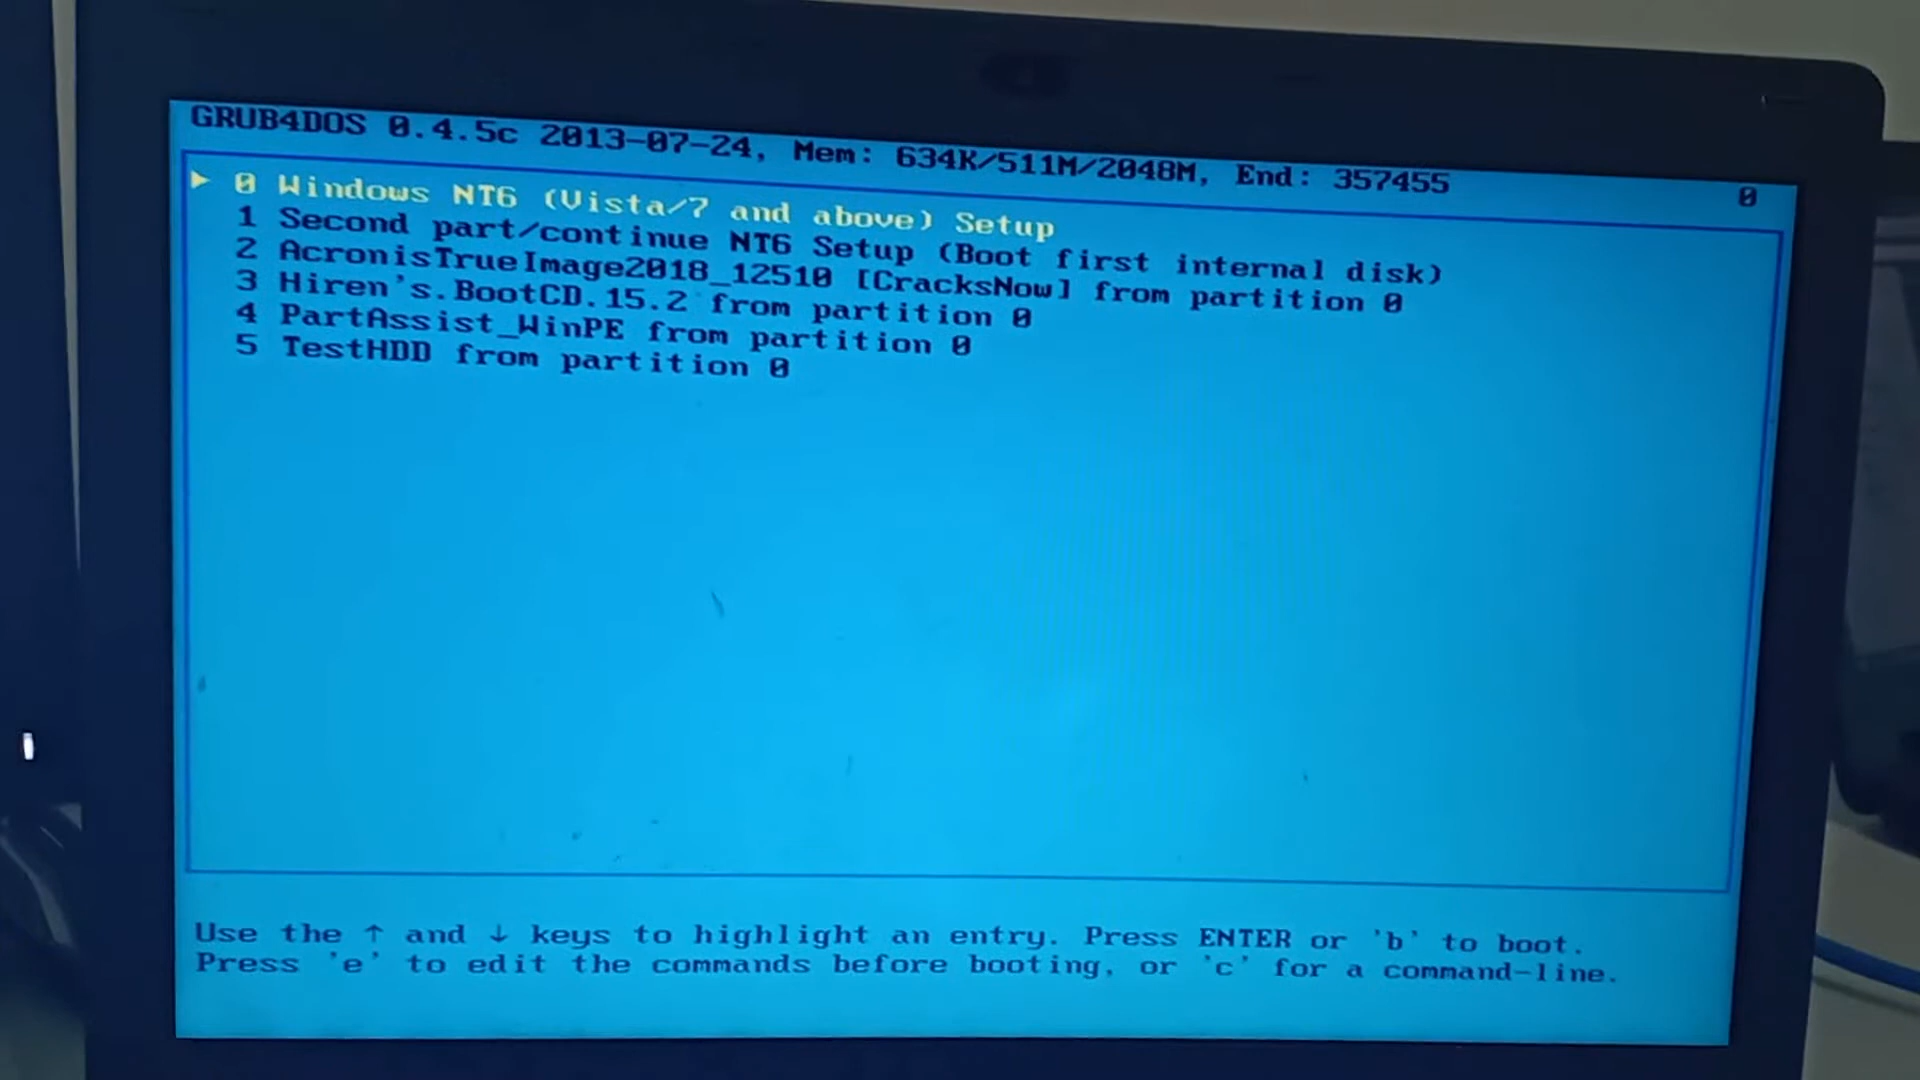 GRUB4DOS 0.4.5c 2013-07-24, Mem: 634K/511M/2048M, End: 357455
0
► 0 Windows NT6 (Vista/7 and above) Setup
1 Second part/continue NT6 Setup (Boot first internal disk)
2 AcronisTrueImage2018_12510 [CracksNow] from partition 0
3 Hiren's.BootCD.15.2 from partition 0
4 PartAssist_WinPE from partition 0
5 TestHDD from partition 0
Use the ↑ and ↓ keys to highlight an entry. Press ENTER or 'b' to boot.
Press 'e' to edit the commands before booting, or 'c' for a command-line.